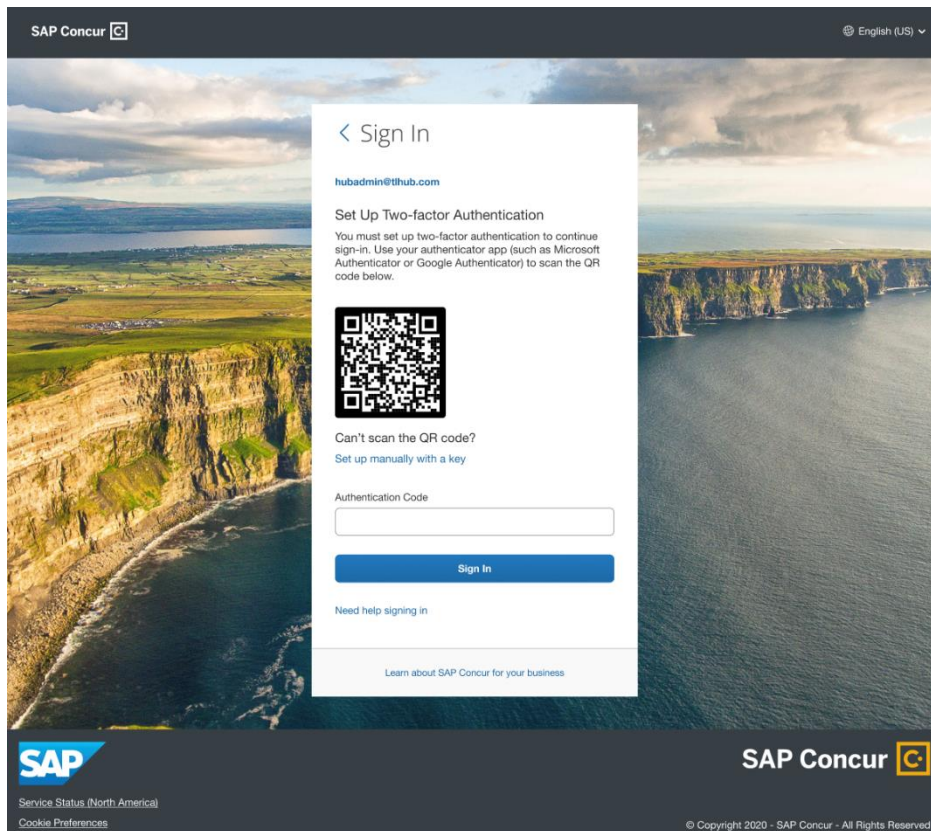 SAP Concur C
English (US)
Sign In
hubadmin@tlhub.com
Set Up Two-factor Authentication
You must set up two-factor authentication to continue
sign-in. Use your authenticator app (such as Microsoft
Authenticator or Google Authenticator) to scan the QR
code below.
Can't scan the QR code?
Set up manually with a key
Authentication Code
Sign In
Need help signing in
Learn about SAP Concur for your business
SAP
SAP Concur C
Service Status (North America)
Cookie Preferences
© Copyright 2020 - SAP Concur - All Rights Reserved